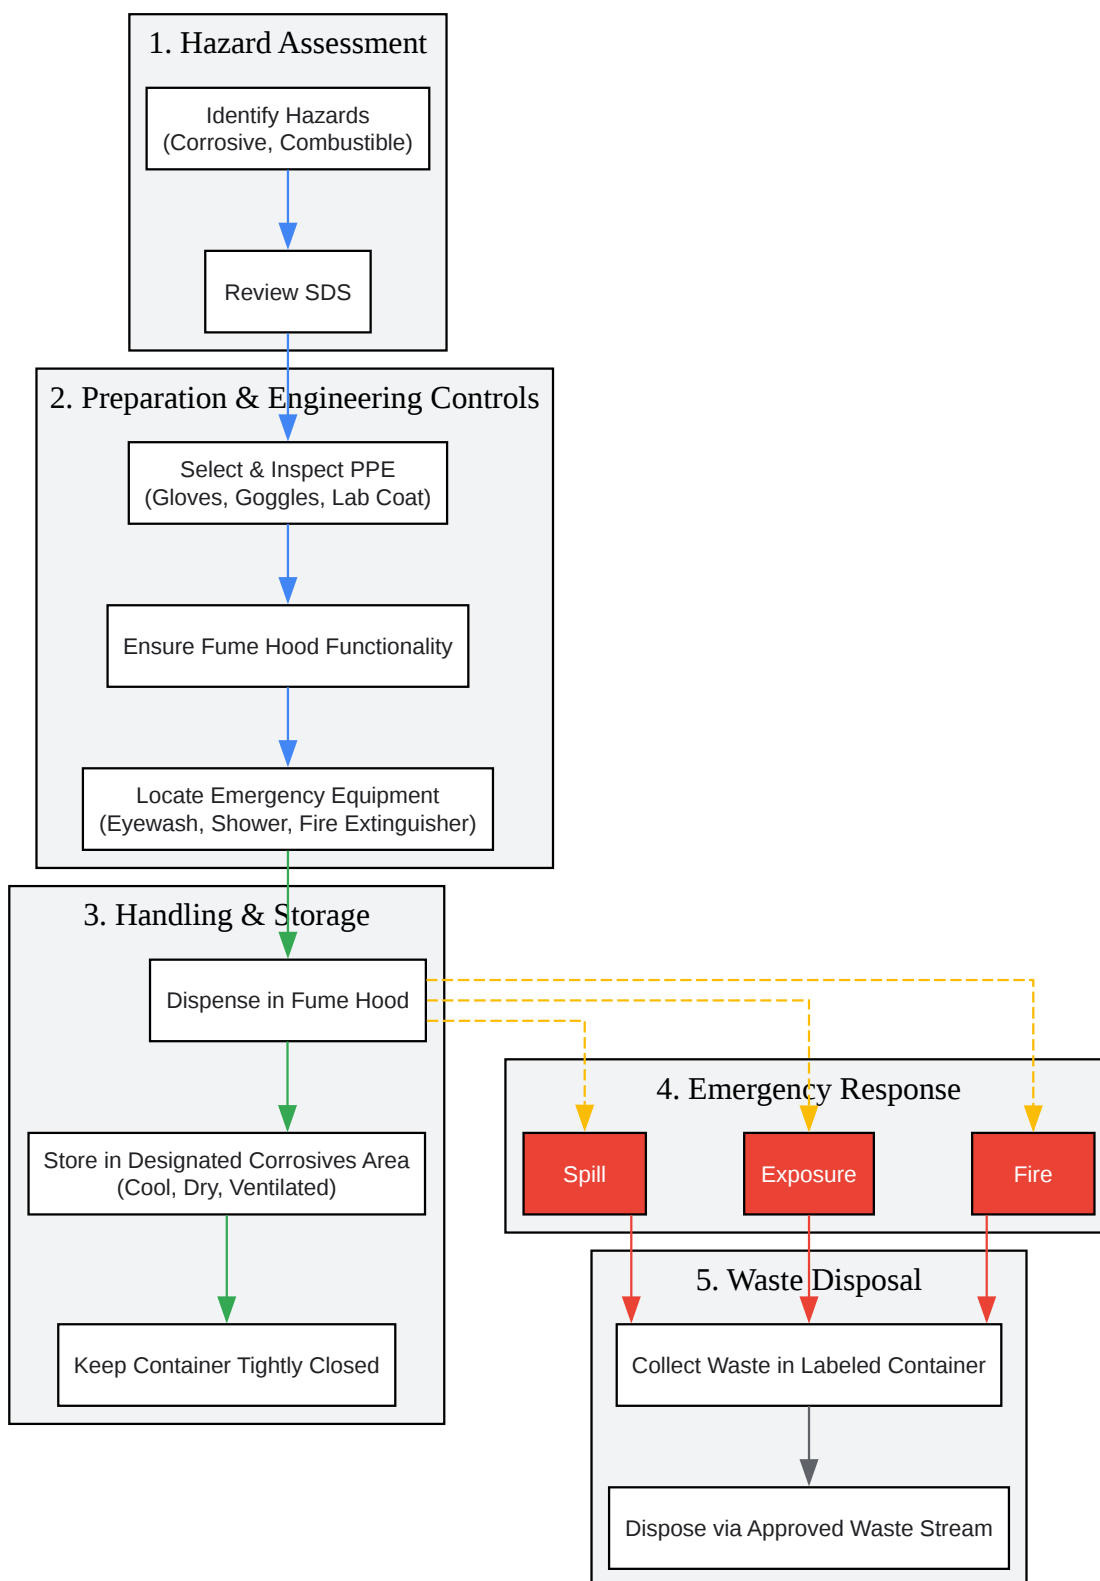 1. Hazard Assessment
Identify Hazards
(Corrosive, Combustible)
Review SDS
2. Preparation & Engineering Controls
Select & Inspect PPE
(Gloves, Goggles, Lab Coat)
Ensure Fume Hood Functionality
Locate Emergency Equipment
(Eyewash, Shower, Fire Extinguisher)
3. Handling & Storage
Dispense in Fume Hood
Store in Designated Corrosives Area
(Cool, Dry, Ventilated)
Keep Container Tightly Closed
4. Emergency Response
Spill
Exposure
Fire
5. Waste Disposal
Collect Waste in Labeled Container
Dispose via Approved Waste Stream